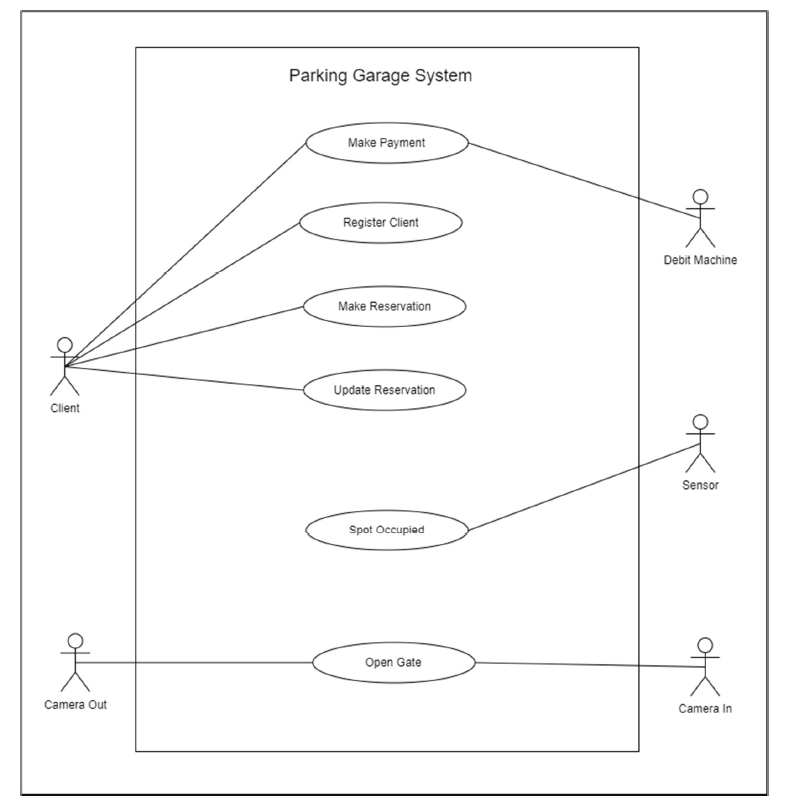 Parking Garage System
Make Payment
Register Client
Debit Machine
Make Reservation
Update Reservation
Client
Sensor
Spot Occupied
Open Gate
Camera Out
Camera In